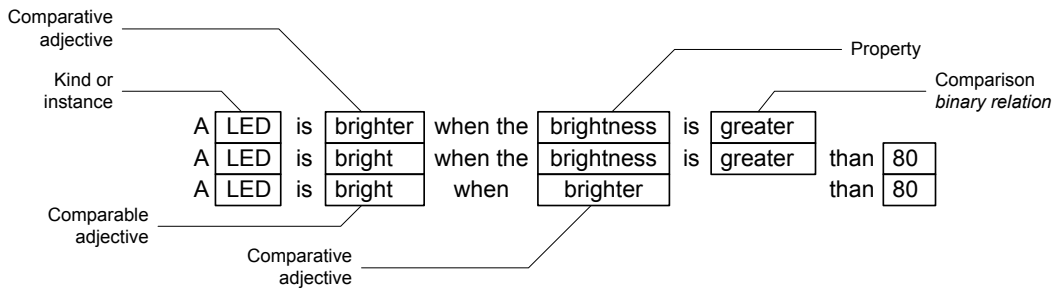 Comparative
adjective
Property
Kind or
instance
Comparison
binary relation
A LED is brighter when the brightness is greater
A LED is bright when the brightness is greater than 80
A LED is bright when brighter than 80
Comparable
adjective
Comparative
adjective